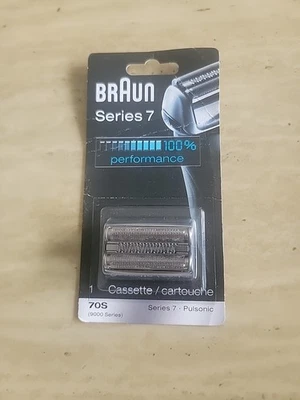 BRAUN
Series 7
100%
performance
1 Cassette / cartouche
70S Series 7 - Pulsonic
(9000 Series)